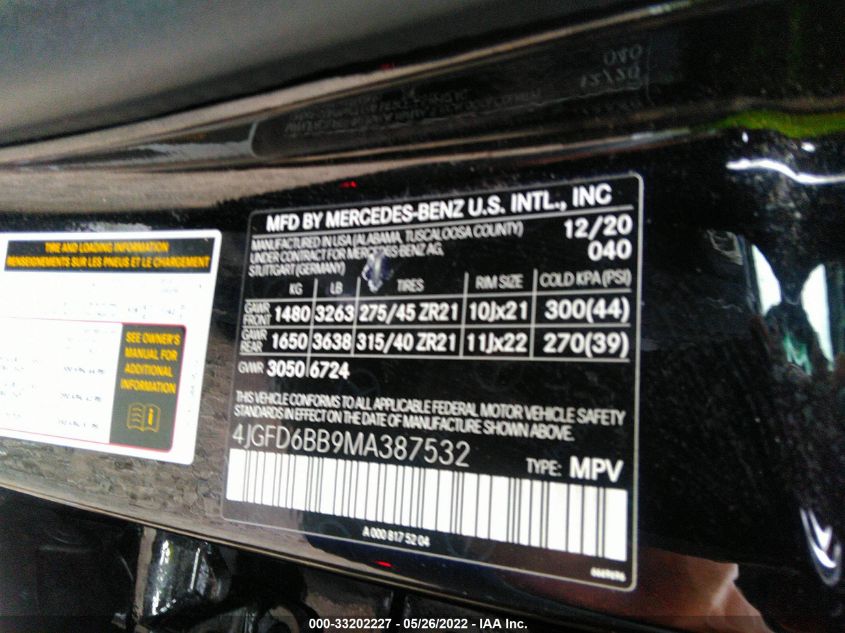 12/20
040
MFD BY MERCEDES-BENZ U.S. INTL., INC
MANUFACTURED IN USA (ALABAMA, TUSCALOOSA COUNTY)
UNDER CONTRACT FOR MERCEDES-BENZ AG,
STUTTGART (GERMANY)
12/20
040
KG LB TIRES RIM SIZE COLD KPA (PSI)
GAWR FRONT 1480 3263 275/45 ZR21 10Jx21 300(44)
GAWR REAR 1650 3638 315/40 ZR21 11Jx22 270(39)
GVWR 3050 6724
THIS VEHICLE CONFORMS TO ALL APPLICABLE FEDERAL MOTOR VEHICLE SAFETY
STANDARDS IN EFFECT ON THE DATE OF MANUFACTURE SHOWN ABOVE.
4JGFD6BB9MA387532
TYPE: MPV
A 000 817 52 04
TIRE AND LOADING INFORMATION
RENSEIGNEMENTS SUR LES PNEUS ET LE CHARGEMENT
SEE OWNER'S
MANUAL FOR
ADDITIONAL
INFORMATION
000-33202227 - 05/26/2022 - IAA Inc.